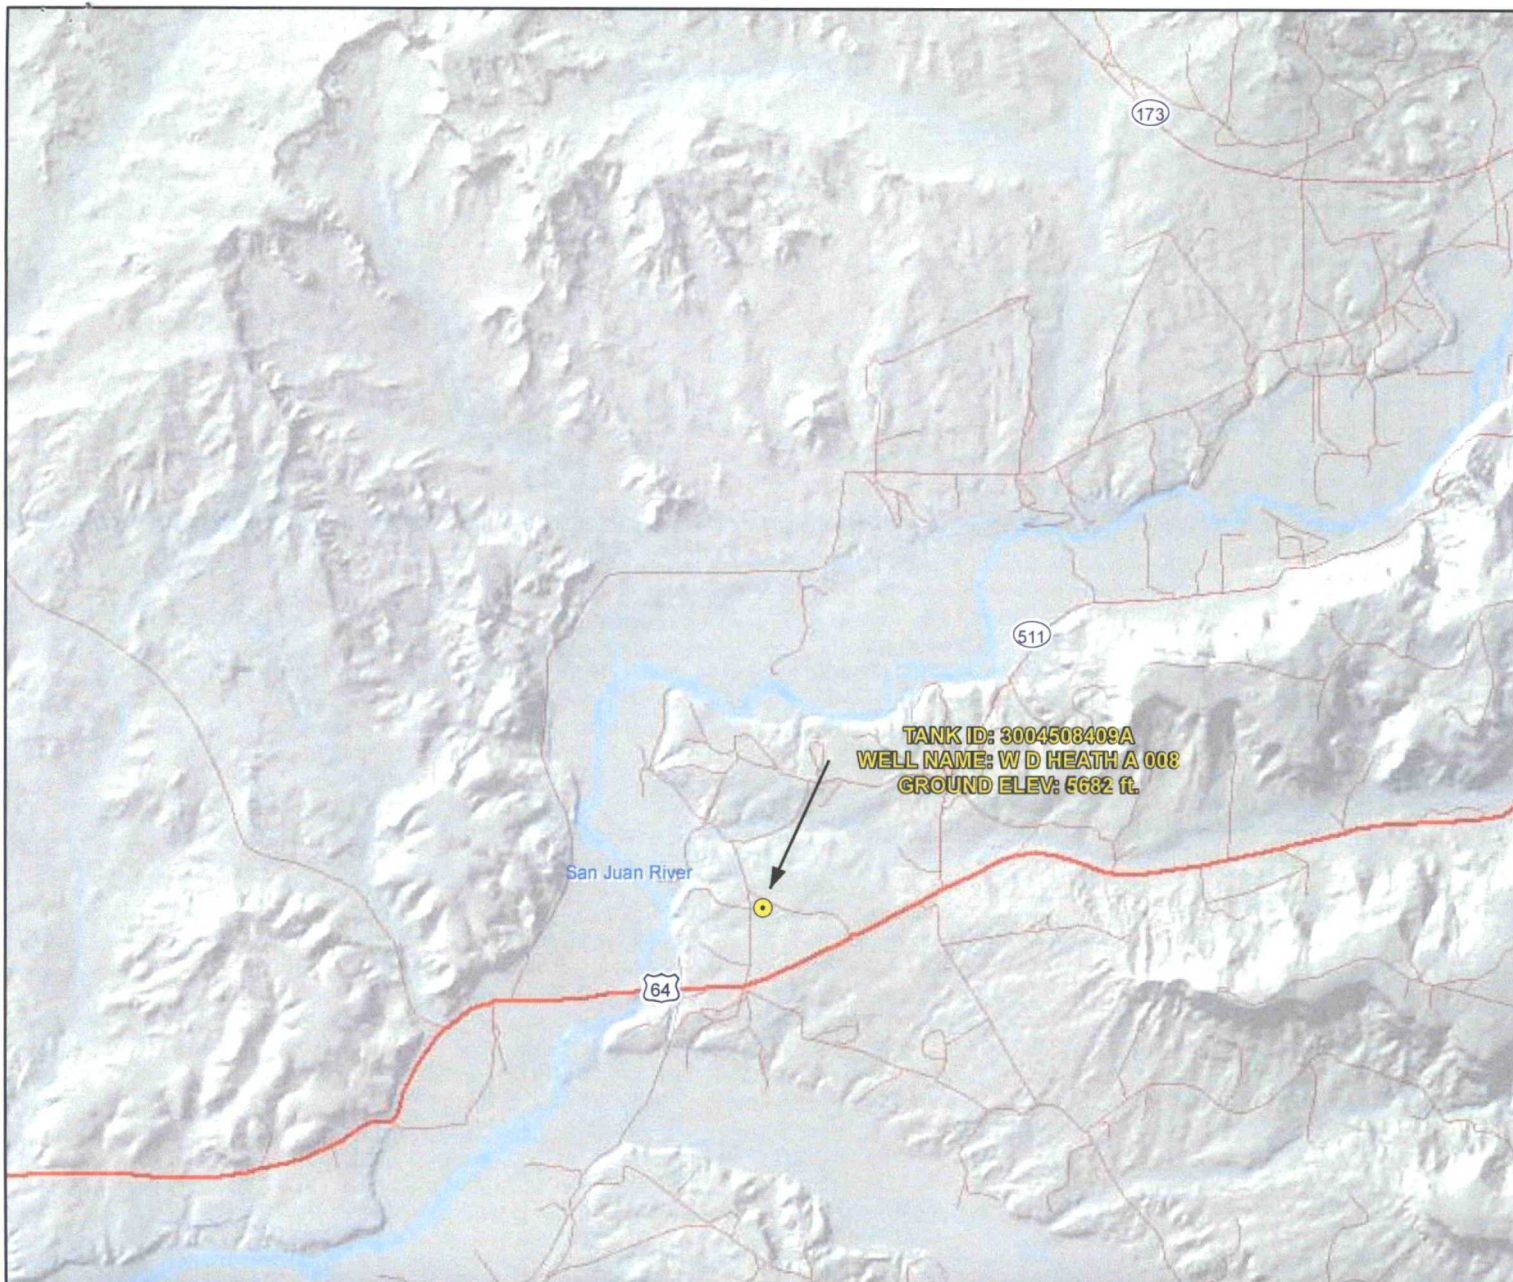 173
511
TANK ID: 3004508409A
WELL NAME: W D HEATH A 008
GROUND ELEV: 5682 ft.
San Juan River
64